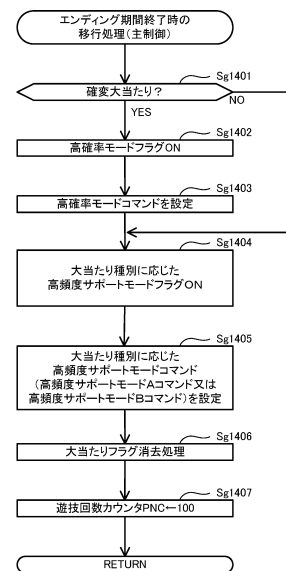 エンディング期間終了時の
移行処理(主制御)
Sg1401
確変大当たり?
NO
YES
Sg1402
高確率モードフラグON
Sg1403
高確率モードコマンドを設定
Sg1404
大当たり種別に応じた
高頻度サポートモードフラグON
Sg1405
大当たり種別に応じた
高頻度サポートモードコマンド
(高頻度サポートモードAコマンド又は
高頻度サポートモードBコマンド)を設定
Sg1406
大当たりフラグ消去処理
Sg1407
遊技回数カウンタPNC←100
RETURN